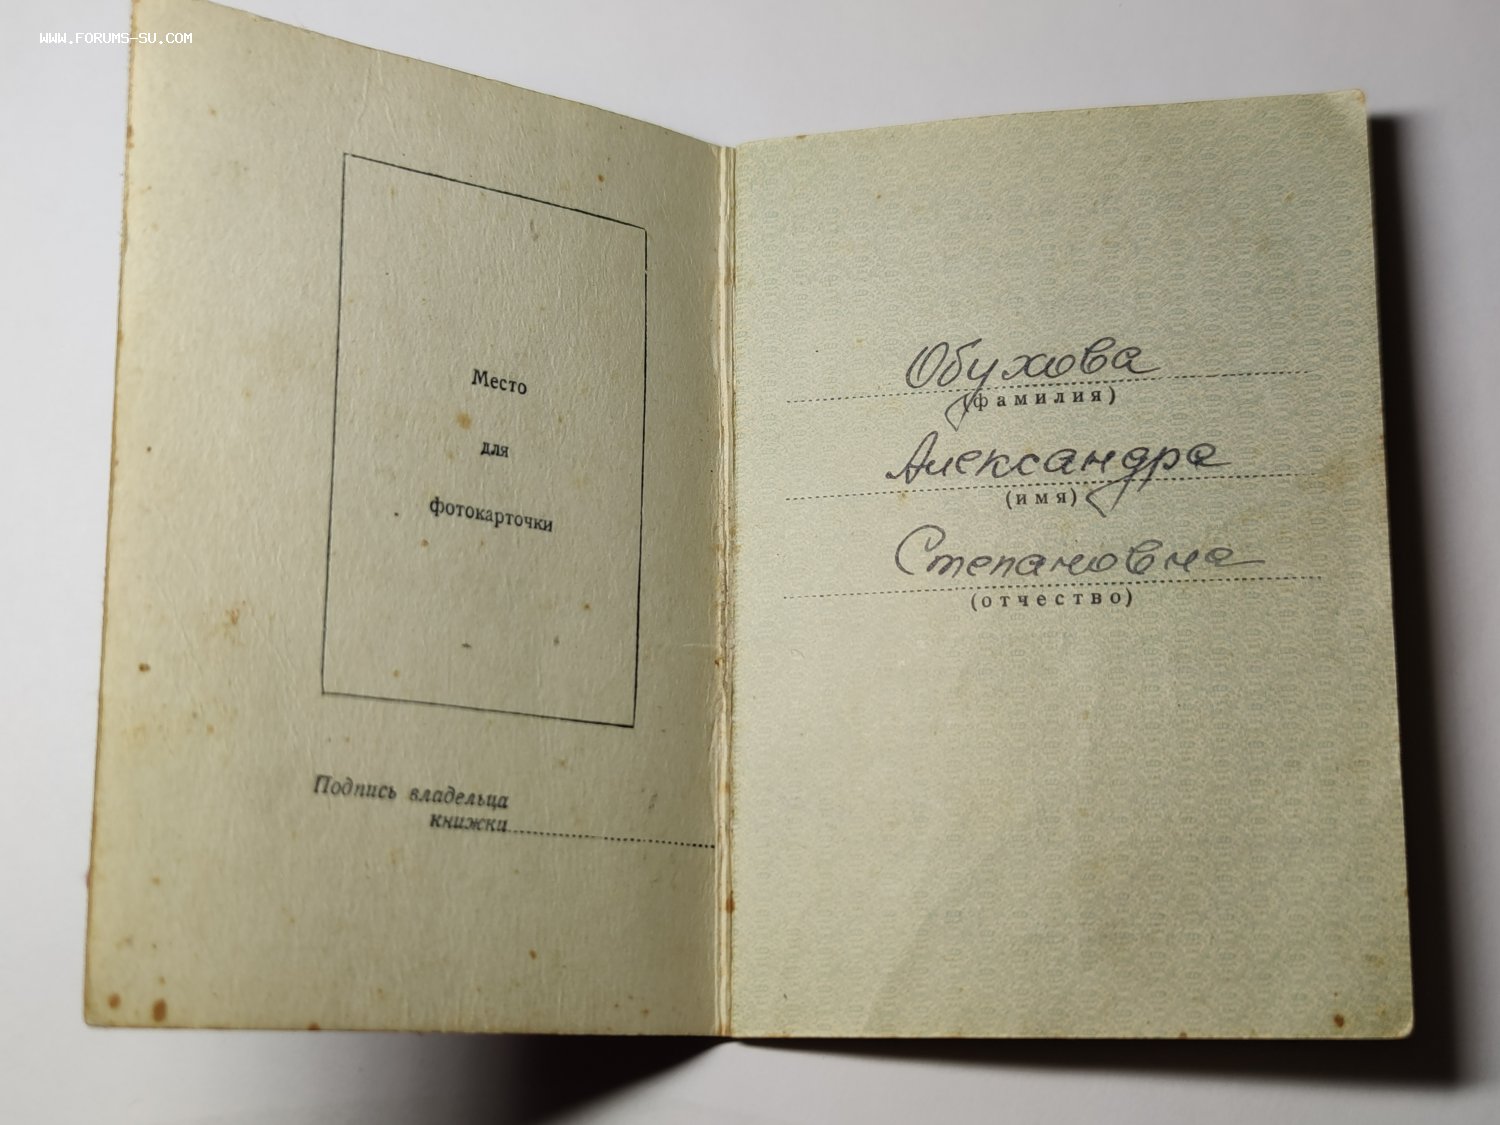 WWW.FORUMS-SU.COM
Место
для
фотокарточки
Подпись владельца
книжки
Обухова
(фамилия)
Александра
(имя)
Степановна
(отчество)